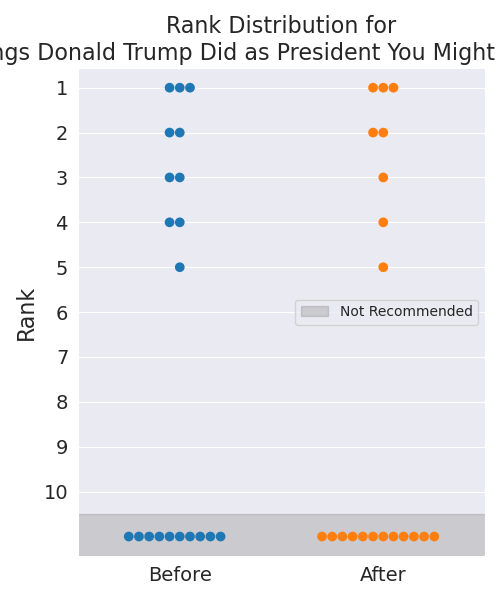 Rank Distribution for
ngs Donald Trump Did as President You Might
1
2
3
4
5
6
7
8
9
10
Rank
Not Recommended
Before
After